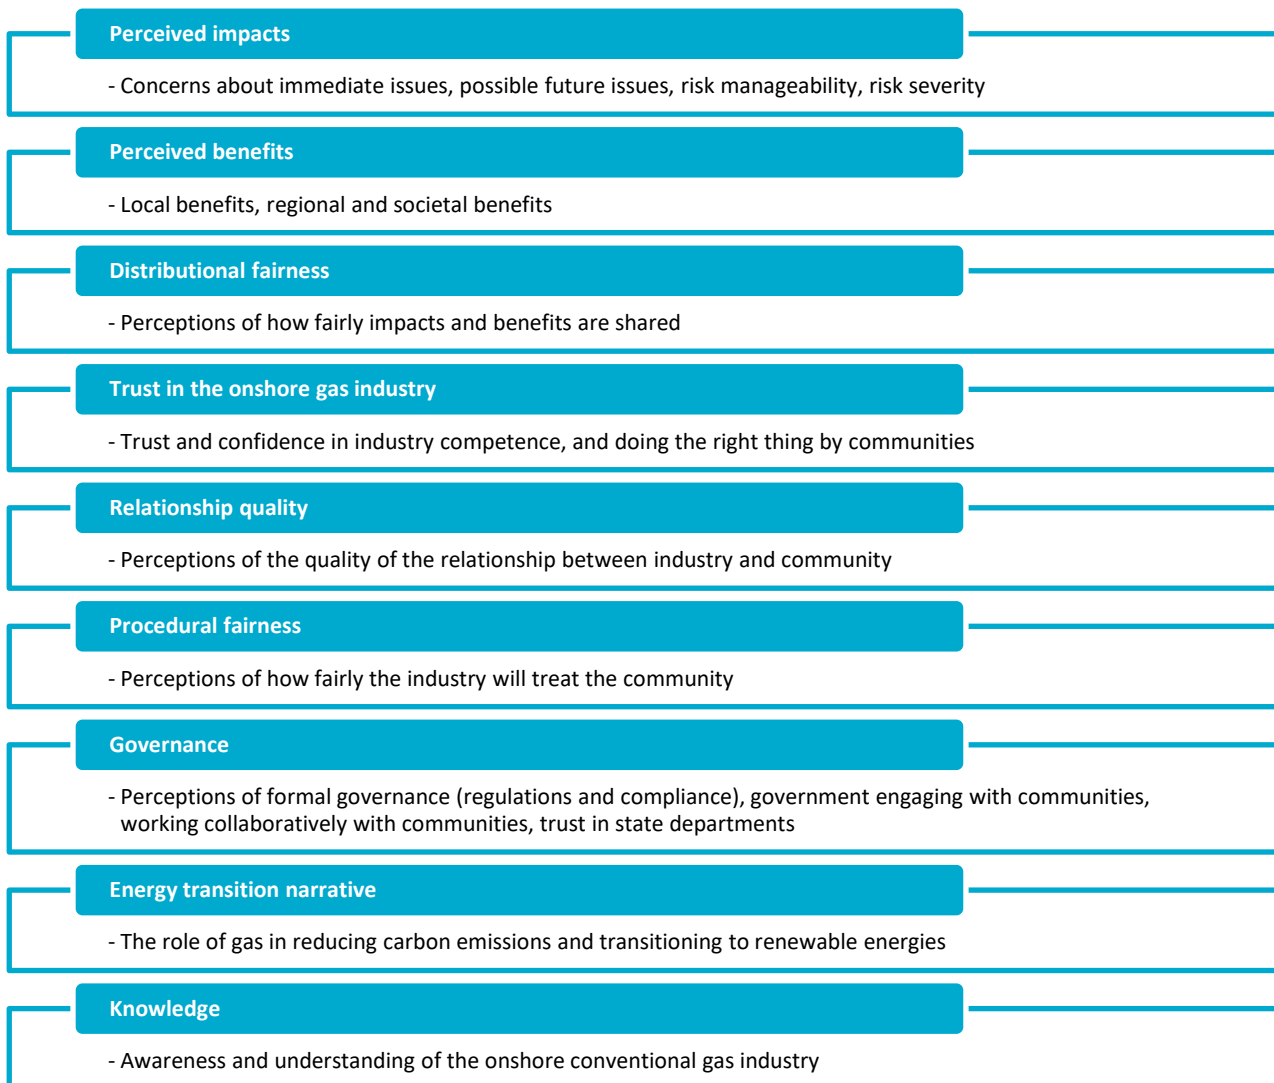 Perceived impacts
- Concerns about immediate issues, possible future issues, risk manageability, risk severity
Perceived benefits
- Local benefits, regional and societal benefits
Distributional fairness
- Perceptions of how fairly impacts and benefits are shared
Trust in the onshore gas industry
- Trust and confidence in industry competence, and doing the right thing by communities
Relationship quality
- Perceptions of the quality of the relationship between industry and community
Procedural fairness
- Perceptions of how fairly the industry will treat the community
Governance
- Perceptions of formal governance (regulations and compliance), government engaging with communities,
working collaboratively with communities, trust in state departments
Energy transition narrative
- The role of gas in reducing carbon emissions and transitioning to renewable energies
Knowledge
- Awareness and understanding of the onshore conventional gas industry